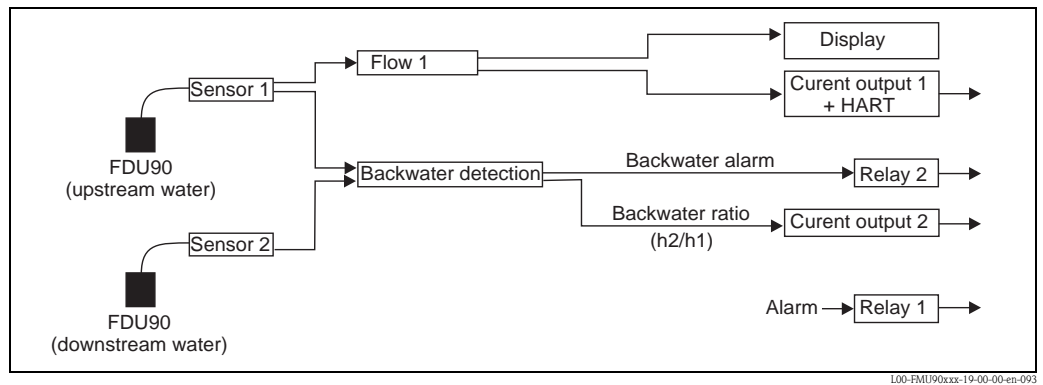 Display
Flow 1
Sensor 1
Curent output 1
+ HART
FDU90
(upstream water)
Backwater detection
Backwater alarm
Relay 2
Backwater ratio
(h2/h1)
Curent output 2
Sensor 2
FDU90
(downstream water)
Alarm
Relay 1
L00-FMU90xxx-19-00-00-en-093